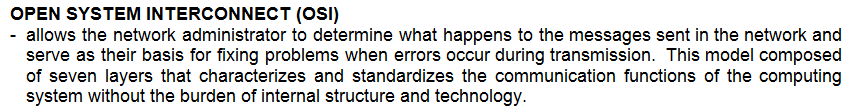 OPEN SYSTEM INTERCONNECT (OSI)
- allows the network administrator to determine what happens to the messages sent in the network and
serve as their basis for fixing problems when errors occur during transmission. This model composed
of seven layers that characterizes and standardizes the communication functions of the computing
system without the burden of internal structure and technology.